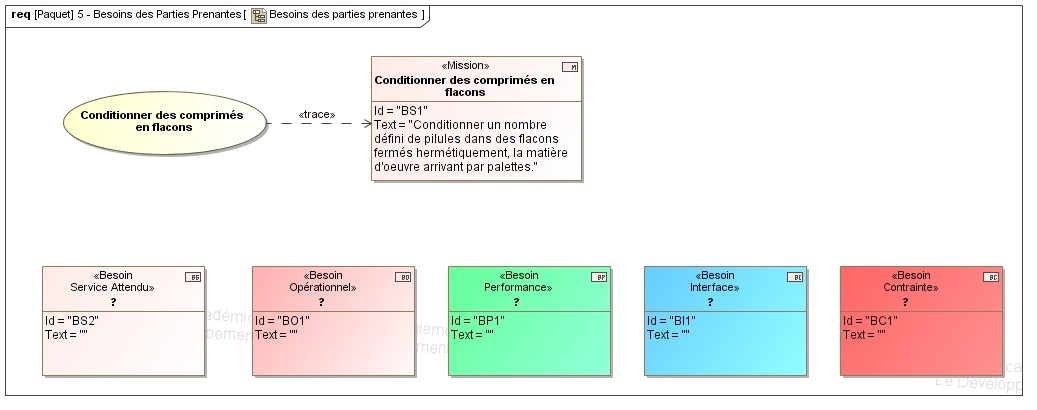 req [Paquet] 5 - Besoins des Parties Prenantes[ Besoins des parties prenantes ]
«Mission»
M
Conditionner des comprimés en
flacons
Id = "BS1"
Text = "Conditionner un nombre
défini de pilules dans des flacons
fermés hermétiquement, la matière
d'oeuvre arrivant par palettes."
Conditionner des comprimés
en flacons
«trace»
«Besoin
Service Attendu»
?
Id = "BS2"
Text = ""
«Besoin
Opérationnel»
?
Id = "BO1"
Text = ""
«Besoin
Performance»
?
Id = "BP1"
Text = ""
«Besoin
Interface»
?
Id = "BI1"
Text = ""
«Besoin
Contrainte»
?
Id = "BC1"
Text = ""
Le Développ